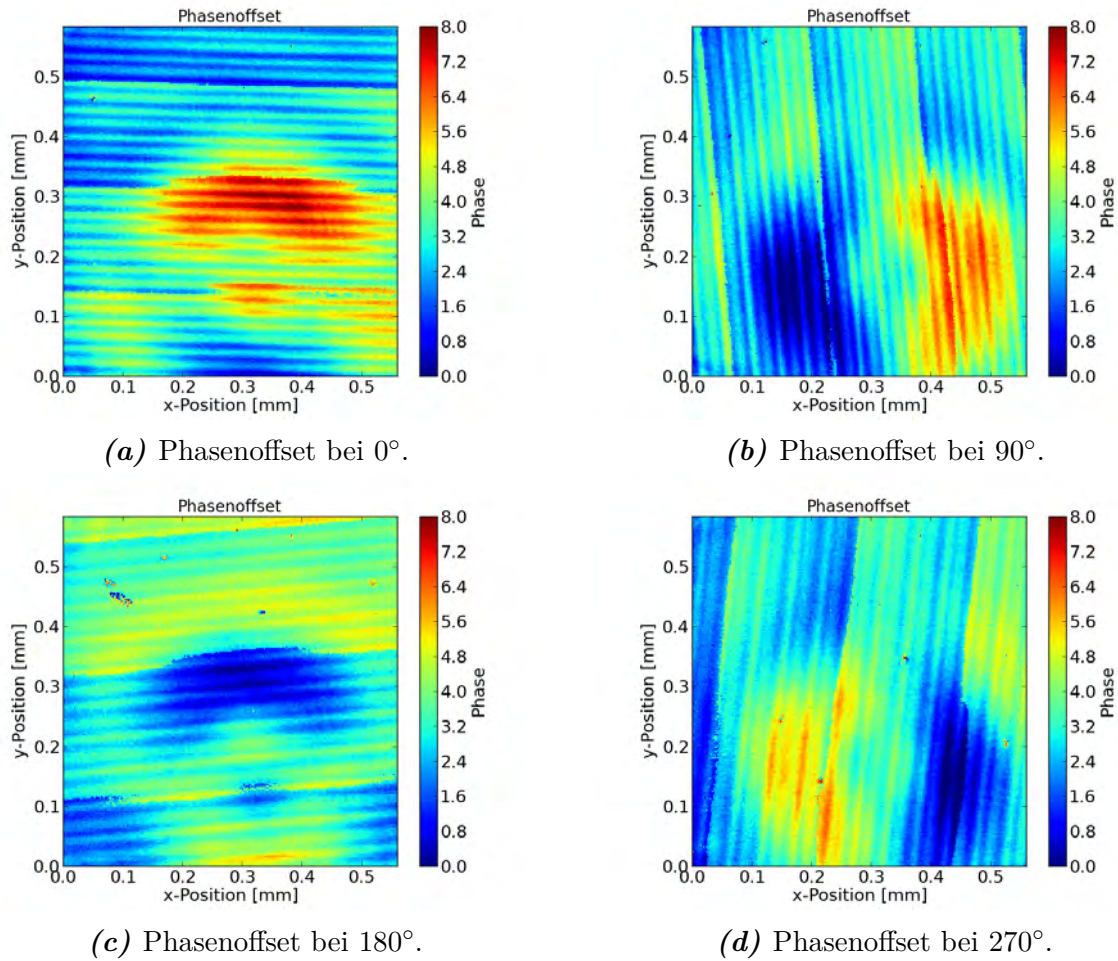 Phasenoffset
8.0
7.2
6.4
5.6
4.8
4.0
3.2
2.4
1.6
0.8
0.0
Phase
0.5
0.4
0.3
0.2
0.1
0.0
y-Position [mm]
0.0 0.1 0.2 0.3 0.4 0.5
x-Position [mm]
(a) Phasenoffset bei 0°.
Phasenoffset
8.0
7.2
6.4
5.6
4.8
4.0
3.2
2.4
1.6
0.8
0.0
Phase
0.5
0.4
0.3
0.2
0.1
0.0
y-Position [mm]
0.0 0.1 0.2 0.3 0.4 0.5
x-Position [mm]
(b) Phasenoffset bei 90°.
Phasenoffset
8.0
7.2
6.4
5.6
4.8
4.0
3.2
2.4
1.6
0.8
0.0
Phase
0.5
0.4
0.3
0.2
0.1
0.0
y-Position [mm]
0.0 0.1 0.2 0.3 0.4 0.5
x-Position [mm]
(c) Phasenoffset bei 180°.
Phasenoffset
8.0
7.2
6.4
5.6
4.8
4.0
3.2
2.4
1.6
0.8
0.0
Phase
0.5
0.4
0.3
0.2
0.1
0.0
y-Position [mm]
0.0 0.1 0.2 0.3 0.4 0.5
x-Position [mm]
(d) Phasenoffset bei 270°.